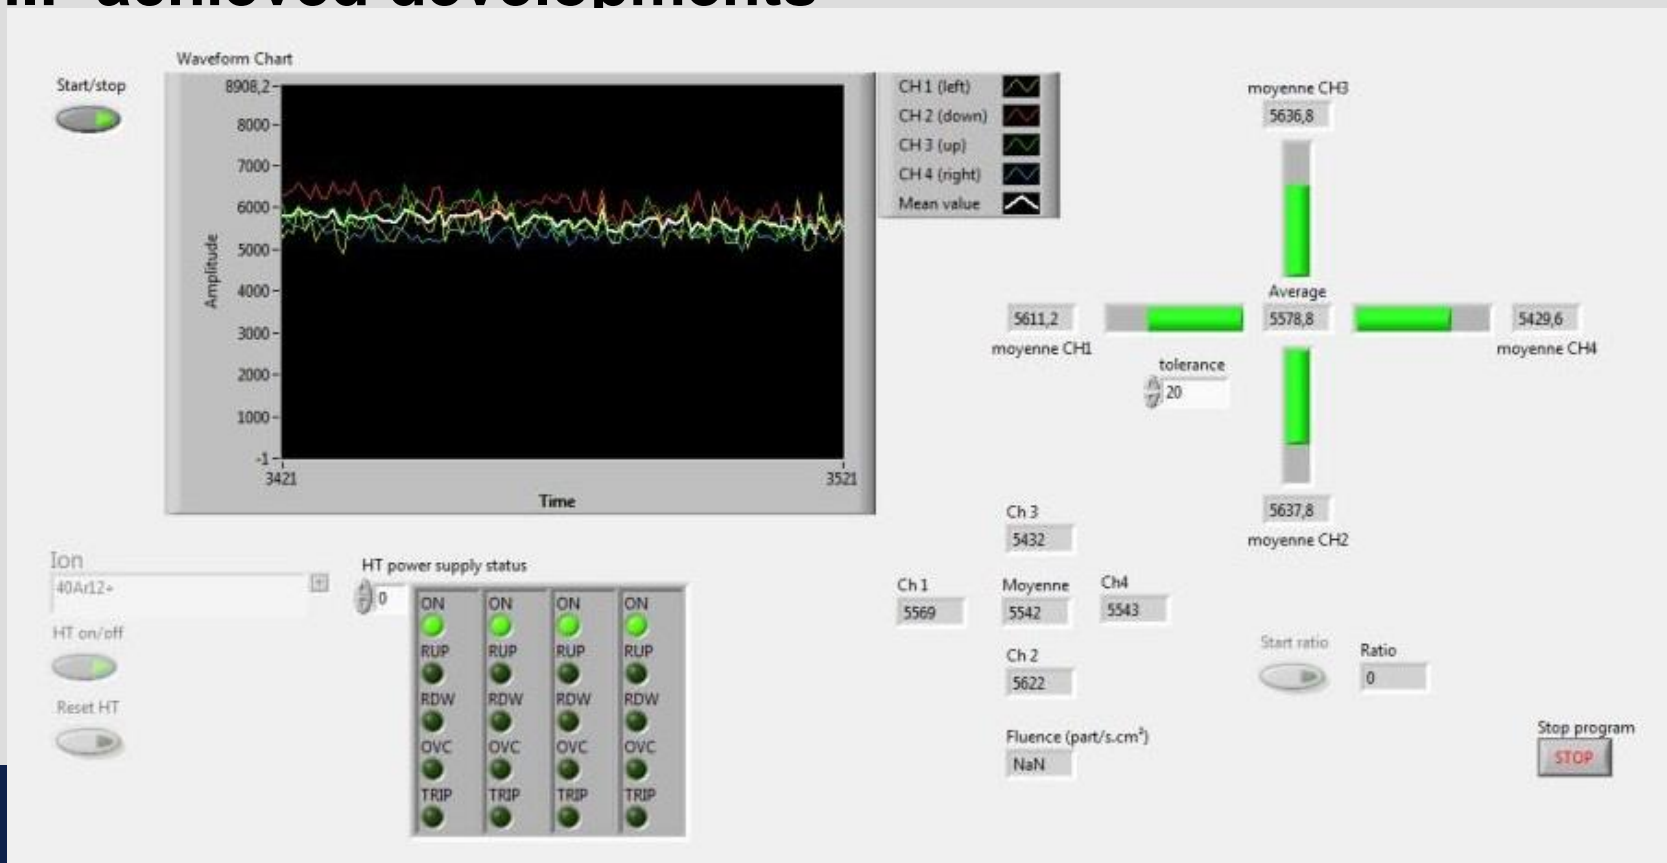 achieved developments
Waveform Chart
Start/stop
8908,2
8000
7000
6000
5000
4000
3000
2000
1000
-1
Amplitude
3421
3521
Time
CH 1 (left)
CH 2 (down)
CH 3 (up)
CH 4 (right)
Mean value
moyenne CH3
5636,8
Average
5611,2
5578,8
5429,6
moyenne CH1
moyenne CH4
tolerance
20
5637,8
moyenne CH2
Ion
40Ar12+
HT on/off
Reset HT
HT power supply status
0
ON ON ON ON
RUP RUP RUP RUP
RDW RDW RDW RDW
OVC OVC OVC OVC
TRIP TRIP TRIP TRIP
Ch 3
5432
Ch 1 Moyenne Ch4
5569 5542 5543
Ch 2
5622
Fluence (part/s.cm²)
NaN
Start ratio
Ratio
0
Stop program
STOP